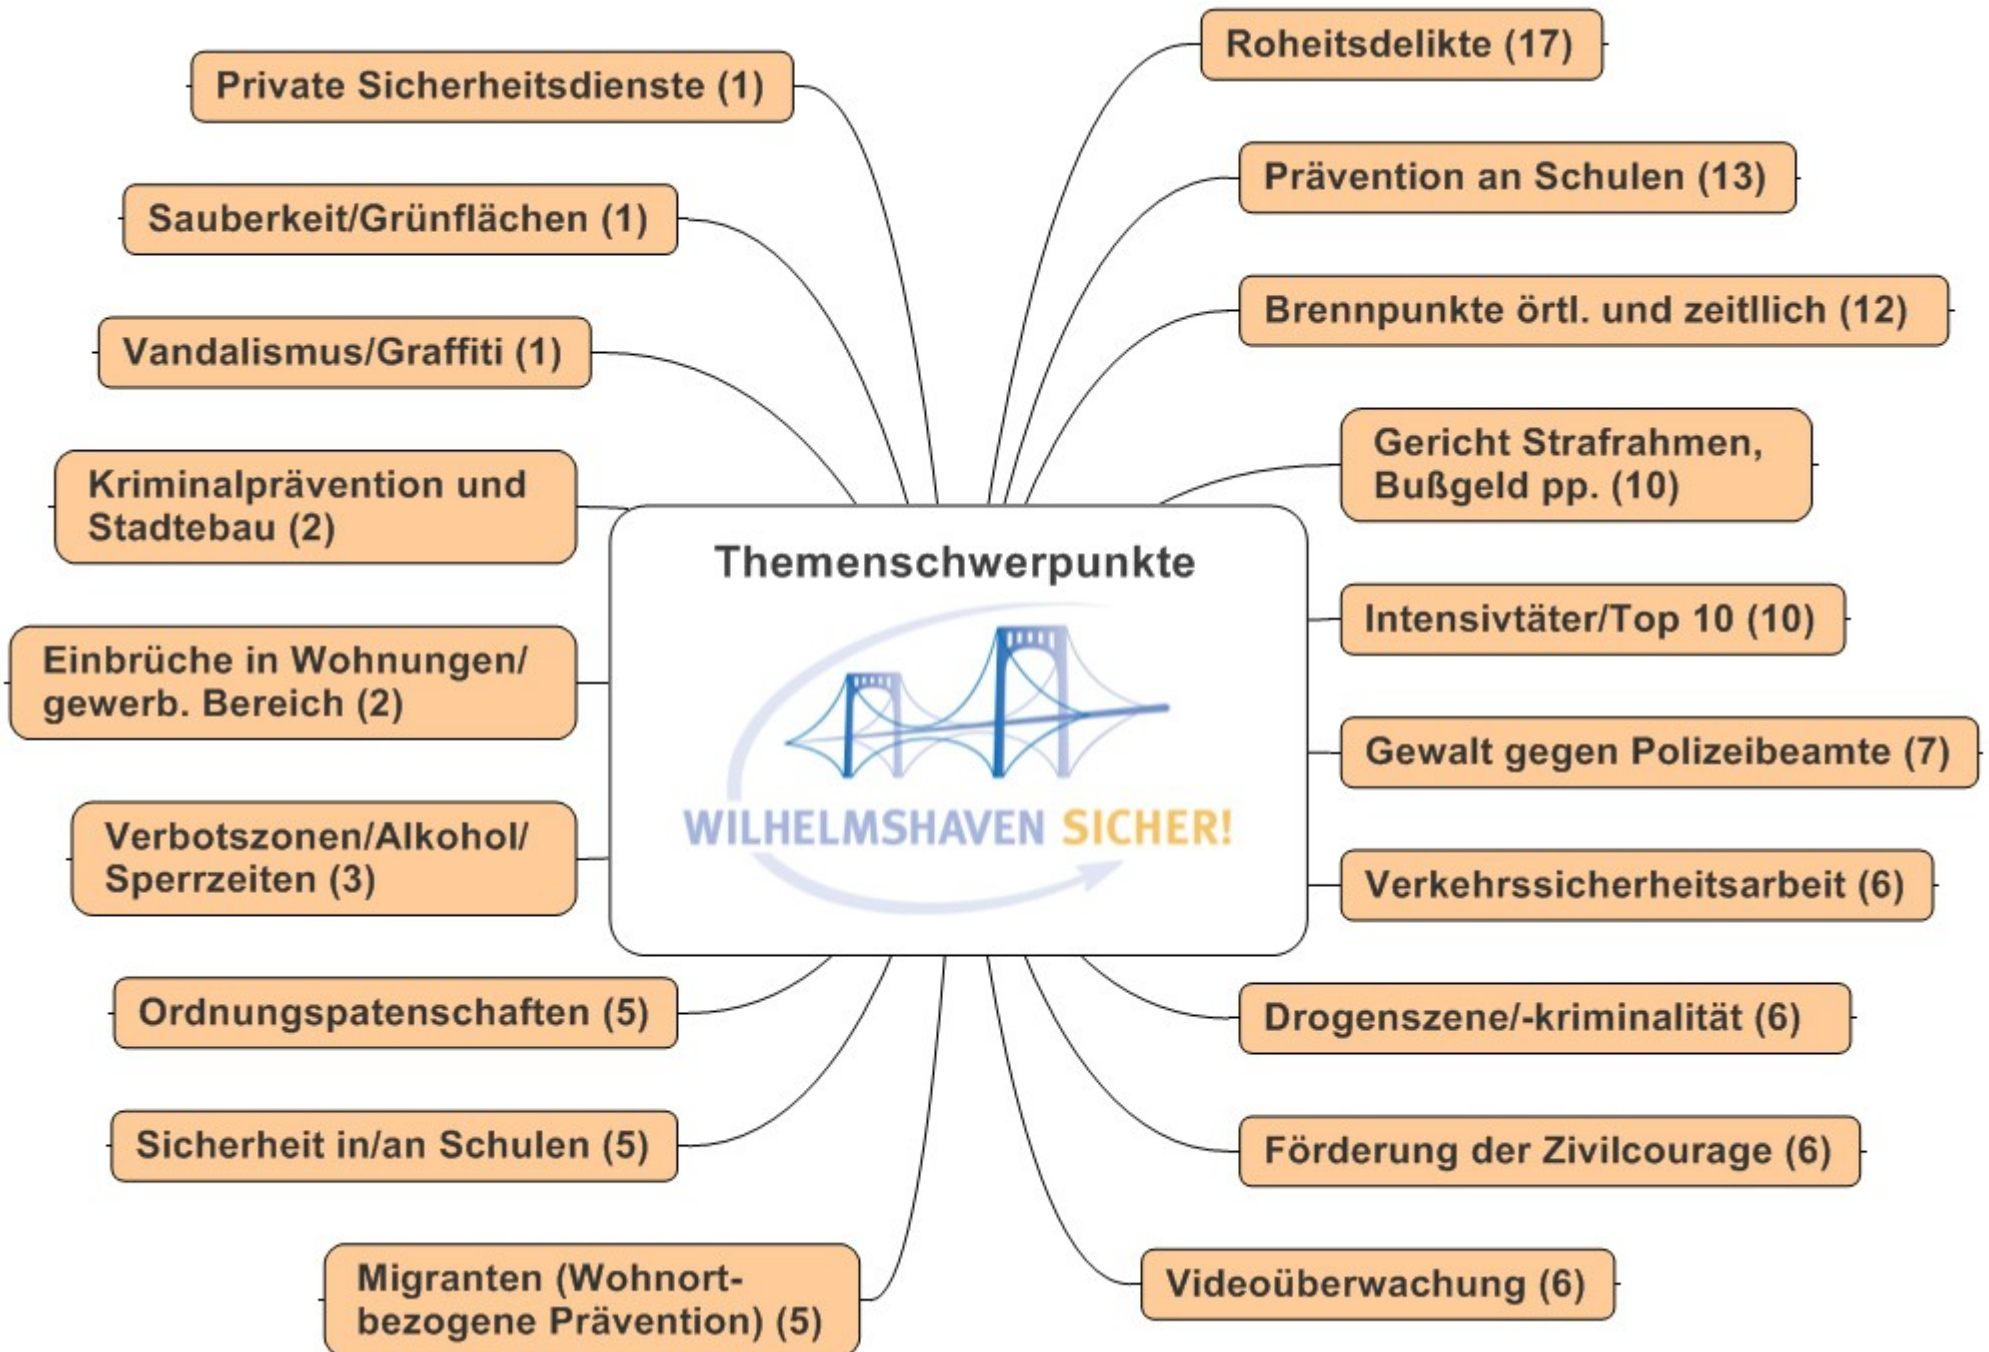 Themenschwerpunkte
WILHELMSHAVEN SICHER!
Roheitsdelikte (17)
Prävention an Schulen (13)
Brennpunkte örtl. und zeitllich (12)
Gericht Strafrahmen,
Bußgeld pp. (10)
Intensivtäter/Top 10 (10)
Gewalt gegen Polizeibeamte (7)
Verkehrssicherheitsarbeit (6)
Drogenszene/-kriminalität (6)
Förderung der Zivilcourage (6)
Videoüberwachung (6)
Migranten (Wohnort-
bezogene Prävention) (5)
Sicherheit in/an Schulen (5)
Ordnungspatenschaften (5)
Verbotszonen/Alkohol/
Sperrzeiten (3)
Einbrüche in Wohnungen/
gewerb. Bereich (2)
Kriminalprävention und
Stadtebau (2)
Vandalismus/Graffiti (1)
Sauberkeit/Grünflächen (1)
Private Sicherheitsdienste (1)